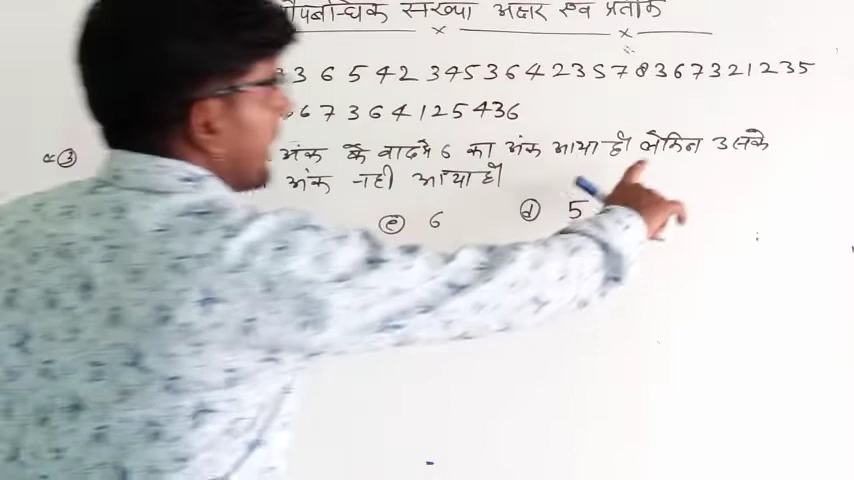 संख्या अक्षर एवं प्रतीक
3 6 5 4 2 3 4 5 3 6 4 2 3 5 7 8 3 6 7 3 2 1 2 3 5
6 7 3 6 4 1 2 5 4 3 6
③ अंक के बाद मे 6 का अंक आया हो लेकिन उसके
अंक नही आया हो
ⓒ 6 ⓓ 5